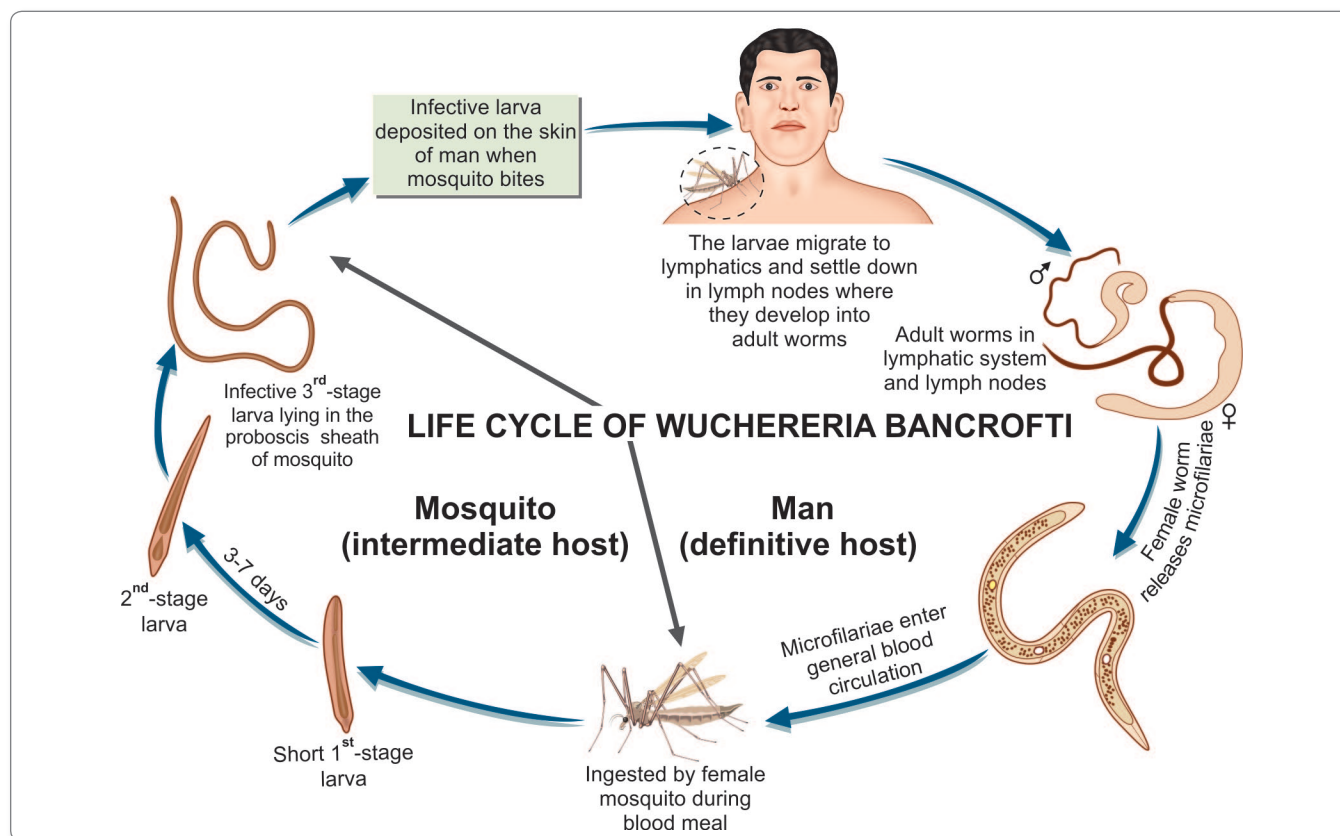 Infective larva
deposited on the skin
of man when
mosquito bites
The larvae migrate to
lymphatics and settle down
in lymph nodes where
they develop into
adult worms
♂
Adult worms in
lymphatic system
and lymph nodes
♀
Female worm
releases microfilariae
Microfilariae enter
general blood
circulation
Ingested by female
mosquito during
blood meal
Short 1st-stage
larva
3-7 days
2nd-stage
larva
Infective 3rd-stage
larva lying in the
proboscis sheath
of mosquito
LIFE CYCLE OF WUCHERERIA BANCROFTI
Mosquito
(intermediate host)
Man
(definitive host)